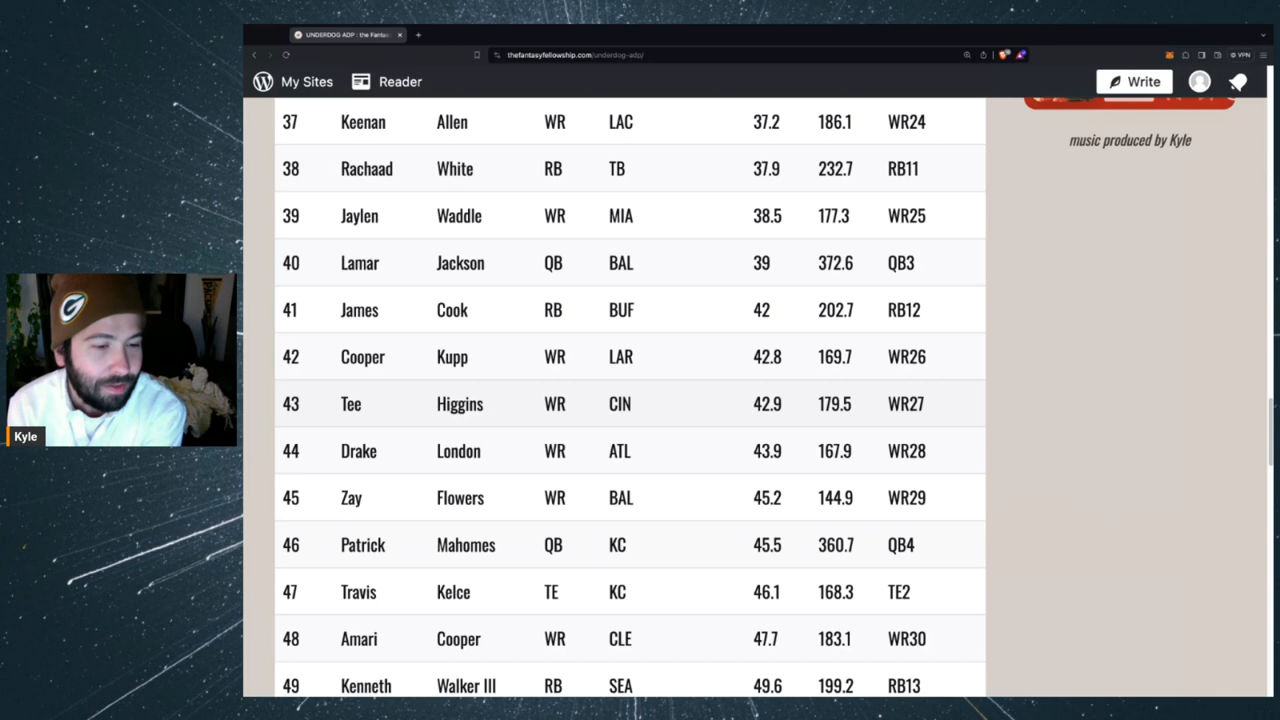 UNDERDOG ADP : the Fantas
thefantasyfellowship.com/underdog-adp/
VPN
My Sites
Reader
Write
37 Keenan Allen WR LAC 37.2 186.1 WR24
38 Rachaad White RB TB 37.9 232.7 RB11
39 Jaylen Waddle WR MIA 38.5 177.3 WR25
40 Lamar Jackson QB BAL 39 372.6 QB3
41 James Cook RB BUF 42 202.7 RB12
42 Cooper Kupp WR LAR 42.8 169.7 WR26
43 Tee Higgins WR CIN 42.9 179.5 WR27
44 Drake London WR ATL 43.9 167.9 WR28
45 Zay Flowers WR BAL 45.2 144.9 WR29
46 Patrick Mahomes QB KC 45.5 360.7 QB4
47 Travis Kelce TE KC 46.1 168.3 TE2
48 Amari Cooper WR CLE 47.7 183.1 WR30
49 Kenneth Walker III RB SEA 49.6 199.2 RB13
music produced by Kyle
Kyle
G